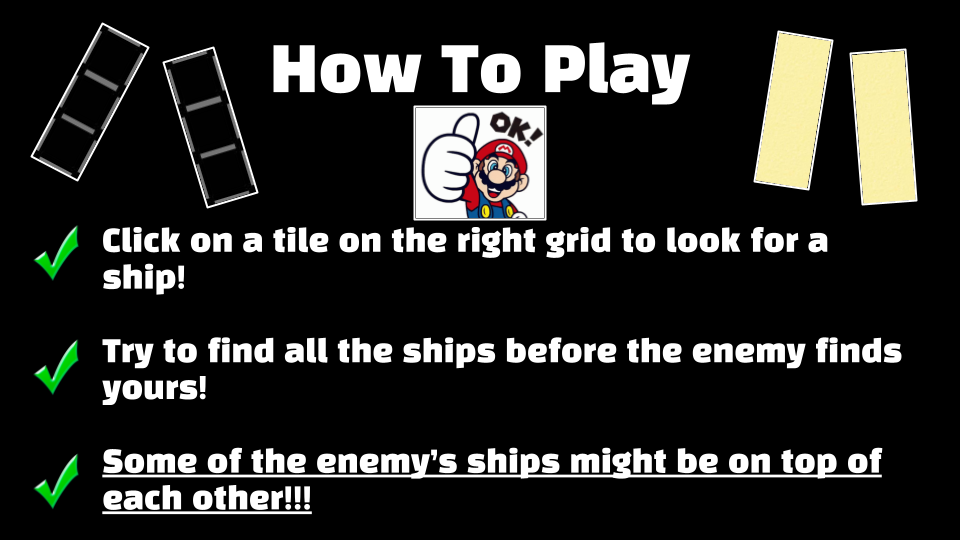 How To Play
OK!
Click on a tile on the right grid to look for a
ship!
Try to find all the ships before the enemy finds
yours!
Some of the enemy's ships might be on top of
each other!!!